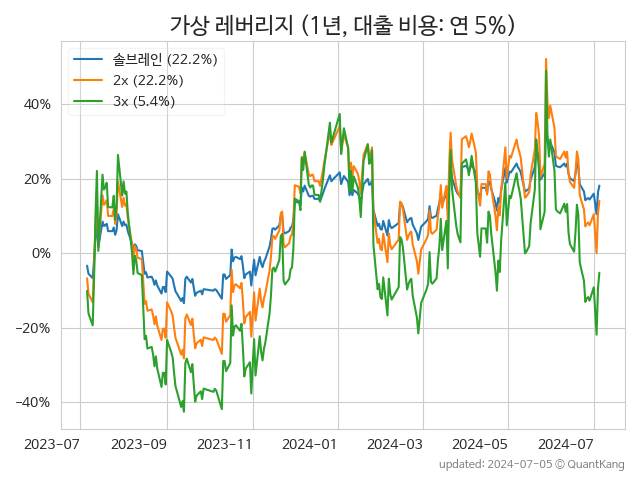 가상 레버리지 (1년, 대출 비용: 연 5%)
솔브레인 (22.2%)
2x (22.2%)
3x (5.4%)
40%
20%
0%
−20%
−40%
2023-07 2023-09 2023-11 2024-01 2024-03 2024-05 2024-07
updated: 2024-07-05 © QuantKang